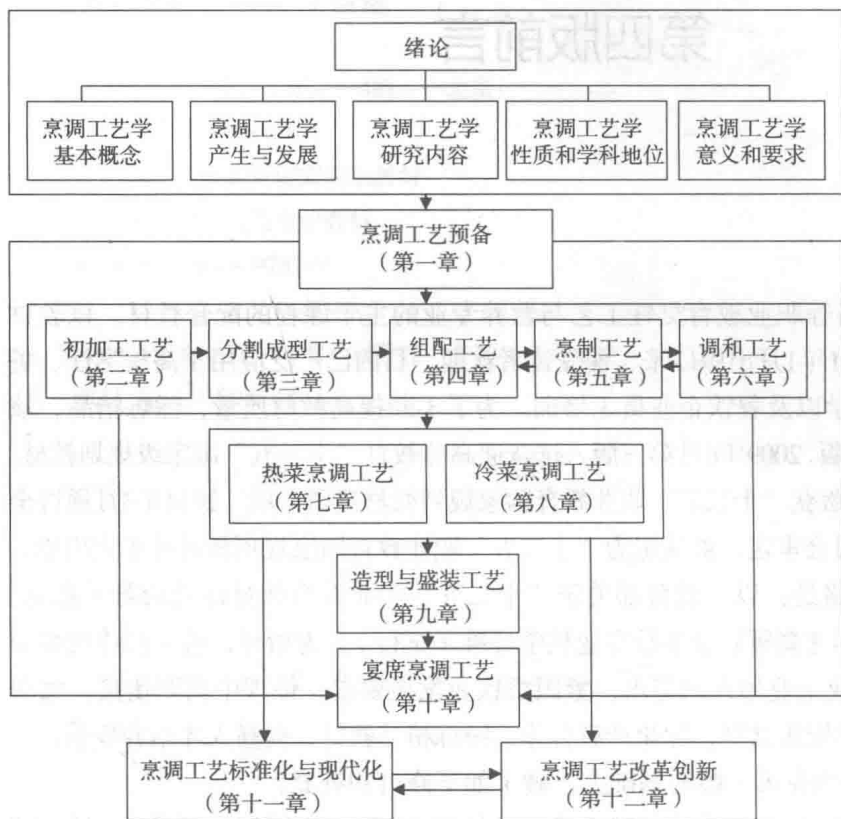 第四版前言
绪论
烹调工艺学
基本概念
烹调工艺学
产生与发展
烹调工艺学
研究内容
烹调工艺学
性质和学科地位
烹调工艺学
意义和要求
烹调工艺预备
（第一章）
初加工工艺
（第二章）
分割成型工艺
（第三章）
组配工艺
（第四章）
烹制工艺
（第五章）
调和工艺
（第六章）
热菜烹调工艺
（第七章）
冷菜烹调工艺
（第八章）
造型与盛装工艺
（第九章）
宴席烹调工艺
（第十章）
烹调工艺标准化与现代化
（第十一章）
烹调工艺改革创新
（第十二章）